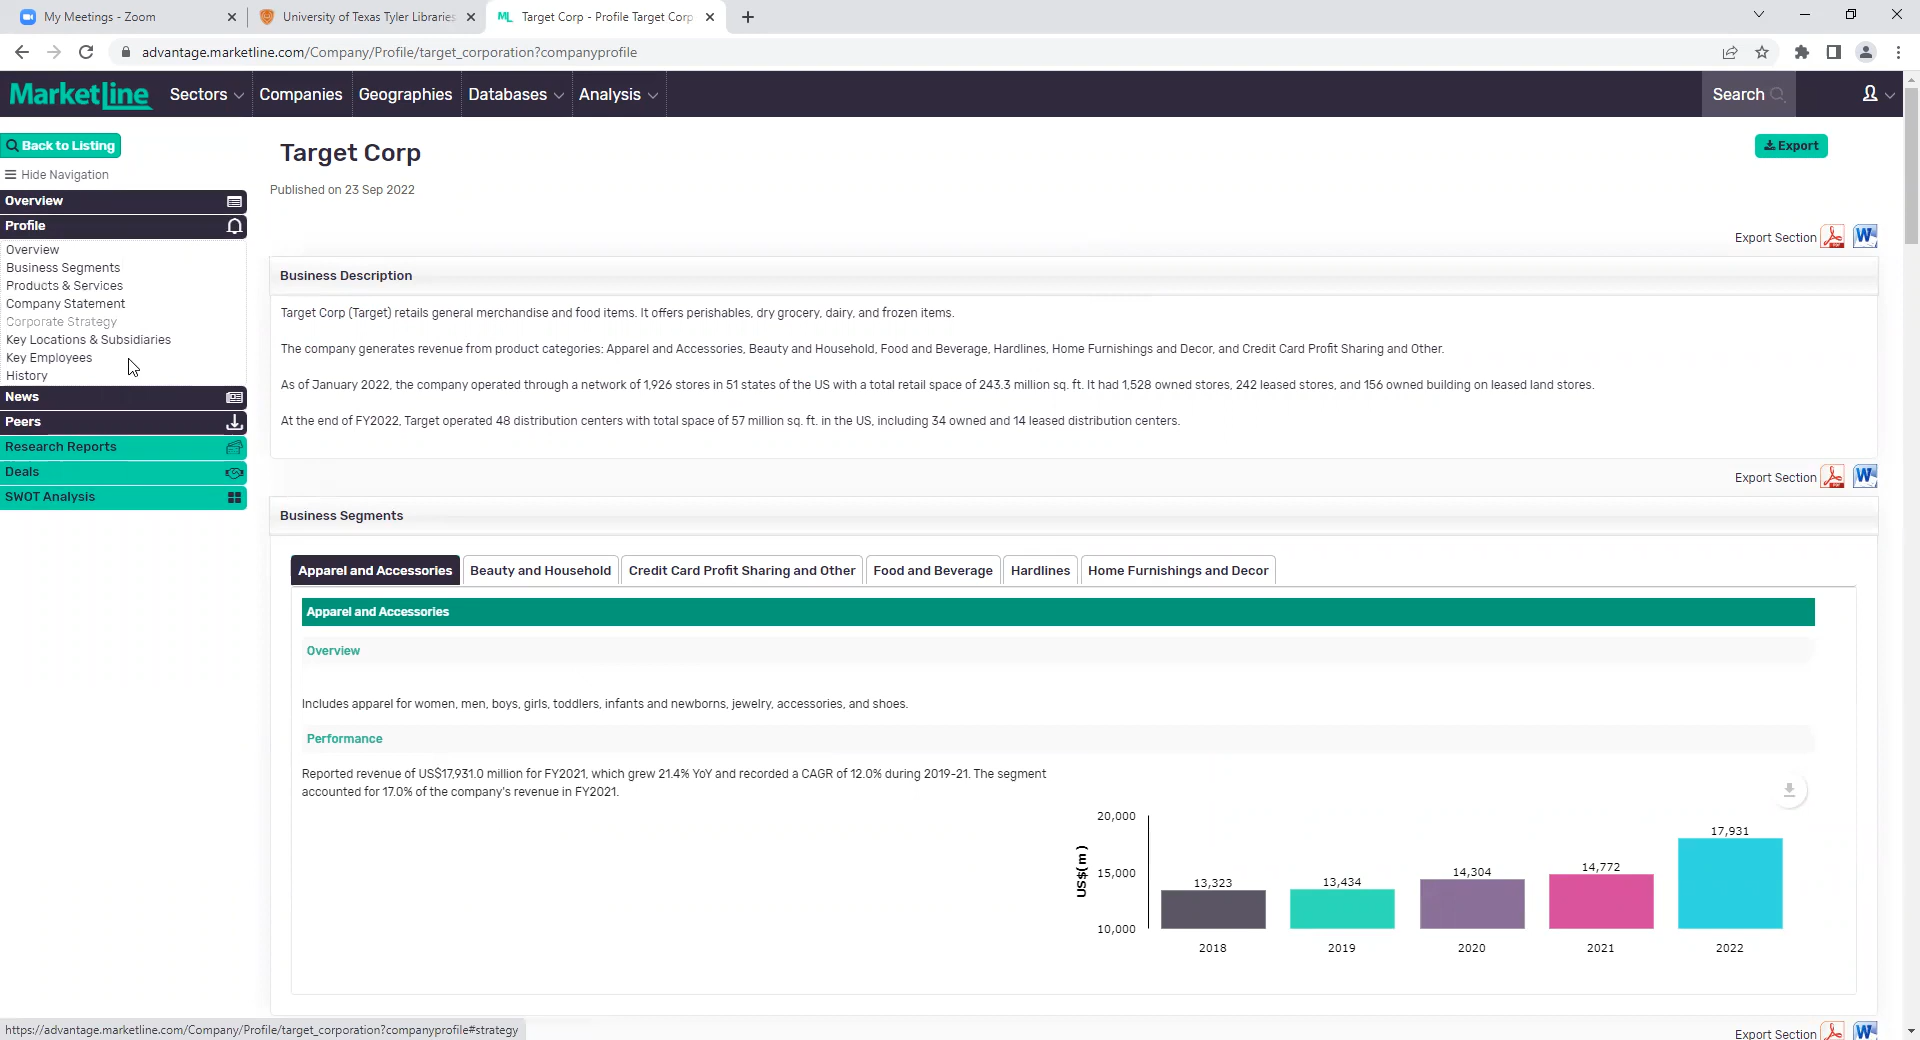 My Meetings - Zoom
University of Texas Tyler Libraries
ML Target Corp - Profile Target Corp
advantage.marketline.com/Company/Profile/target_corporation?companyprofile
MarketLine Sectors Companies Geographies Databases Analysis Search
Back to Listing
Hide Navigation
Overview
Profile
Overview
Business Segments
Products & Services
Company Statement
Corporate Strategy
Key Locations & Subsidiaries
Key Employees
History
News
Peers
Research Reports
Deals
SWOT Analysis
Target Corp
Export
Published on 23 Sep 2022
Export Section
Business Description
Target Corp (Target) retails general merchandise and food items. It offers perishables, dry grocery, dairy, and frozen items.
The company generates revenue from product categories: Apparel and Accessories, Beauty and Household, Food and Beverage, Hardlines, Home Furnishings and Decor, and Credit Card Profit Sharing and Other.
As of January 2022, the company operated through a network of 1,926 stores in 51 states of the US with a total retail space of 243.3 million sq. ft. It had 1,528 owned stores, 242 leased stores, and 156 owned building on leased land stores.
At the end of FY2022, Target operated 48 distribution centers with total space of 57 million sq. ft. in the US, including 34 owned and 14 leased distribution centers.
Export Section
Business Segments
Apparel and Accessories Beauty and Household Credit Card Profit Sharing and Other Food and Beverage Hardlines Home Furnishings and Decor
Apparel and Accessories
Overview
Includes apparel for women, men, boys, girls, toddlers, infants and newborns, jewelry, accessories, and shoes.
Performance
Reported revenue of US$17,931.0 million for FY2021, which grew 21.4% YoY and recorded a CAGR of 12.0% during 2019-21. The segment
accounted for 17.0% of the company's revenue in FY2021.
US$(m)
20,000
15,000
10,000
13,323 13,434 14,304 14,772 17,931
2018 2019 2020 2021 2022
https://advantage.marketline.com/Company/Profile/target_corporation?companyprofile#strategy
Export Section